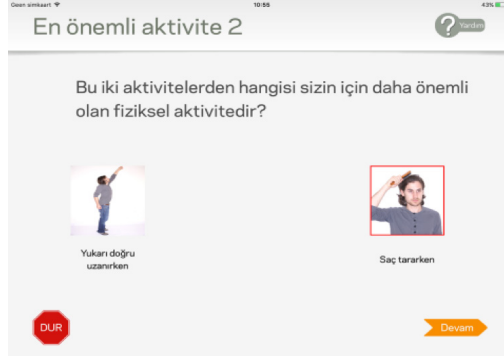 Geen simkaart 10:55 43%
En önemli aktivite 2
? Yardım
Bu iki aktivitelerden hangisi sizin için daha önemli
olan fiziksel aktivitedir?
Yukarı doğru
uzanırken
Saç tararken
DUR
Devam